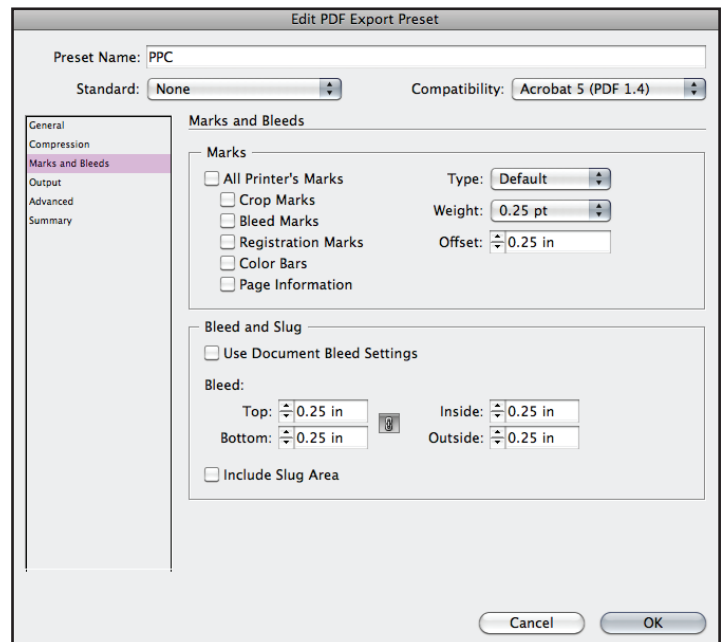 Edit PDF Export Preset
Preset Name: PPC
Standard: None Compatibility: Acrobat 5 (PDF 1.4)
General
Compression
Marks and Bleeds
Output
Advanced
Summary
Marks and Bleeds
Marks
All Printer's Marks
Crop Marks
Bleed Marks
Registration Marks
Color Bars
Page Information
Type: Default
Weight: 0.25 pt
Offset: 0.25 in
Bleed and Slug
Use Document Bleed Settings
Bleed:
Top: 0.25 in Inside: 0.25 in
Bottom: 0.25 in Outside: 0.25 in
Include Slug Area
Cancel OK